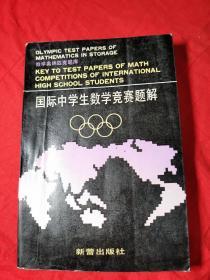 OLYMPIC TEST PAPERS OF
MATHEMATICS IN STORAGE
数学奥林匹克题库
KEY TO TEST PAPERS OF MATH
COMPETITIONS OF INTERNATIONAL
HIGH SCHOOL STUDENTS
国际中学生数学竞赛题解
新蕾出版社